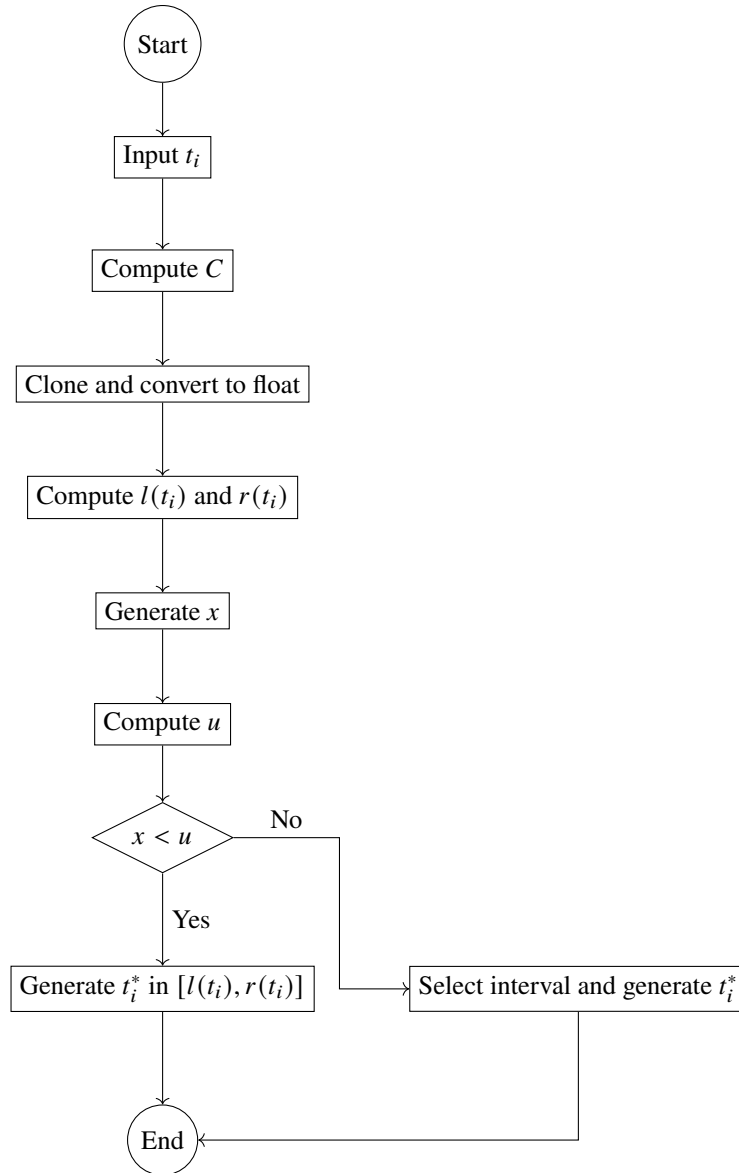 Start
Input $t_i$
Compute $C$
Clone and convert to float
Compute $l(t_i)$ and $r(t_i)$
Generate $x$
Compute $u$
$x < u$
No
Yes
Generate $t_i^*$ in $[l(t_i), r(t_i)]$
Select interval and generate $t_i^*$
End